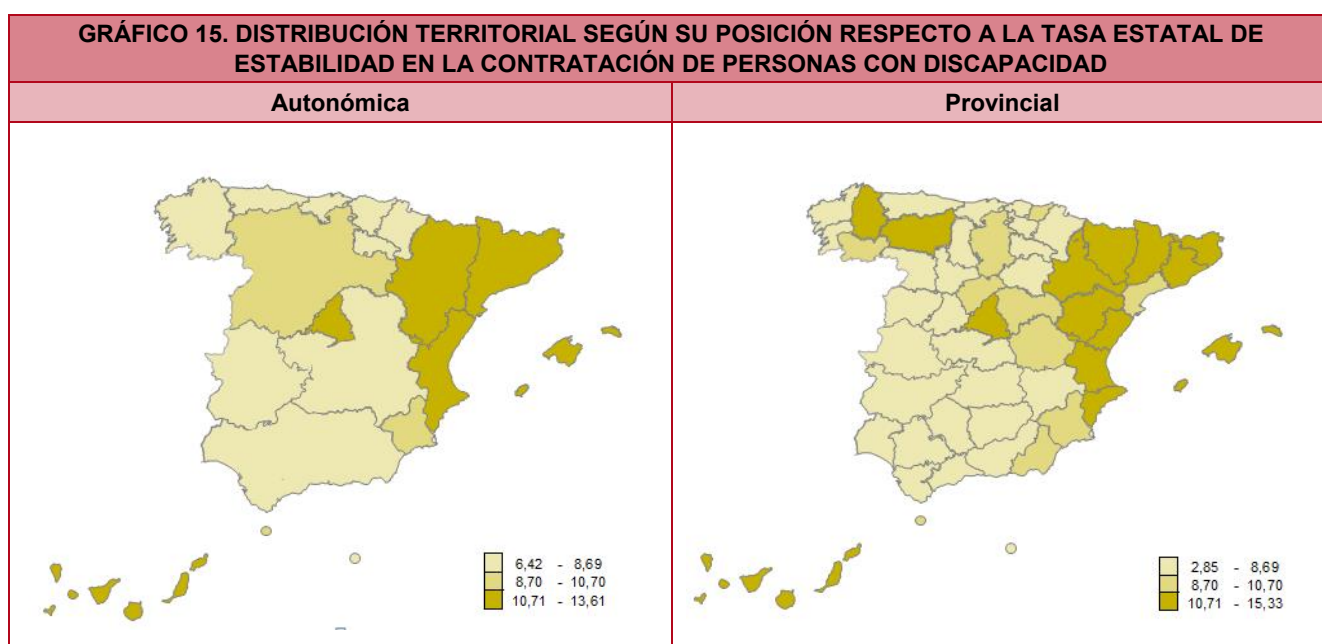 GRÁFICO 15. DISTRIBUCIÓN TERRITORIAL SEGÚN SU POSICIÓN RESPECTO A LA TASA ESTATAL DE
ESTABILIDAD EN LA CONTRATACIÓN DE PERSONAS CON DISCAPACIDAD
Autonómica
Provincial
6,42 - 8,69
8,70 - 10,70
10,71 - 13,61
2,85 - 8,69
8,70 - 10,70
10,71 - 15,33